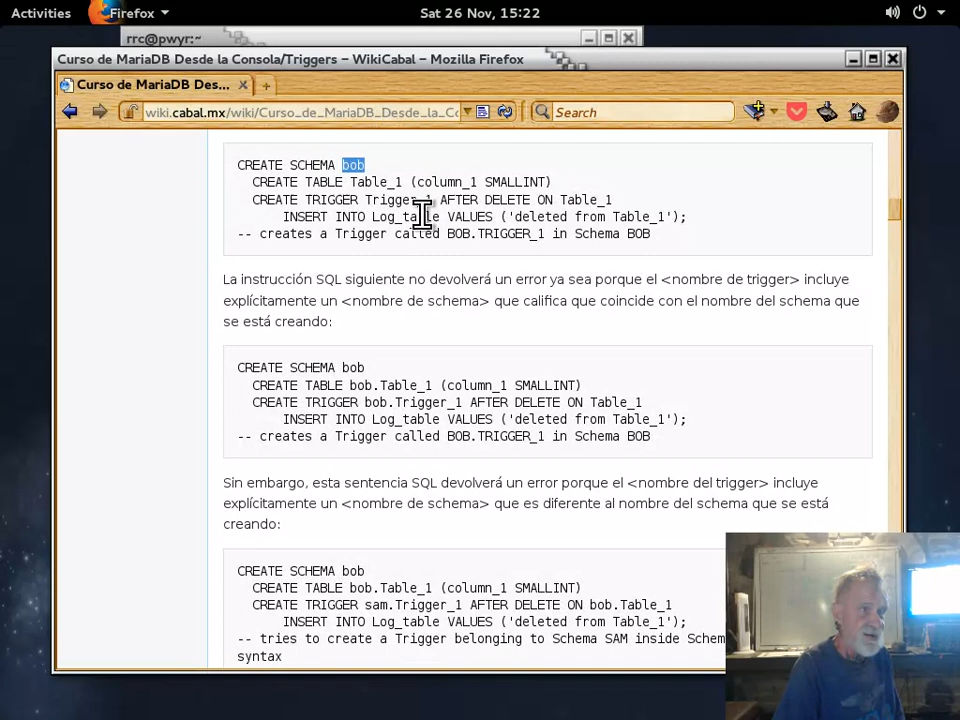 Activities Firefox Sat 26 Nov, 15:22
rrc@pwyr:~
Curso de MariaDB Desde la Consola/Triggers – WikiCabal – Mozilla Firefox
Curso de MariaDB Des...
wiki.cabal.mx/wiki/Curso_de_MariaDB_Desde_la_Co Search
CREATE SCHEMA bob
CREATE TABLE Table_1 (column_1 SMALLINT)
CREATE TRIGGER Trigger_1 AFTER DELETE ON Table_1
INSERT INTO Log_table VALUES ('deleted from Table_1');
-- creates a Trigger called BOB.TRIGGER_1 in Schema BOB
La instrucción SQL siguiente no devolverá un error ya sea porque el <nombre de trigger> incluye
explícitamente un <nombre de schema> que califica que coincide con el nombre del schema que
se está creando:
CREATE SCHEMA bob
CREATE TABLE bob.Table_1 (column_1 SMALLINT)
CREATE TRIGGER bob.Trigger_1 AFTER DELETE ON Table_1
INSERT INTO Log_table VALUES ('deleted from Table_1');
-- creates a Trigger called BOB.TRIGGER_1 in Schema BOB
Sin embargo, esta sentencia SQL devolverá un error porque el <nombre del trigger> incluye
explícitamente un <nombre de schema> que es diferente al nombre del schema que se está
creando:
CREATE SCHEMA bob
CREATE TABLE bob.Table_1 (column_1 SMALLINT)
CREATE TRIGGER sam.Trigger_1 AFTER DELETE ON bob.Table_1
INSERT INTO Log_table VALUES ('deleted from Table_1');
-- tries to create a Trigger belonging to Schema SAM inside Schem
syntax